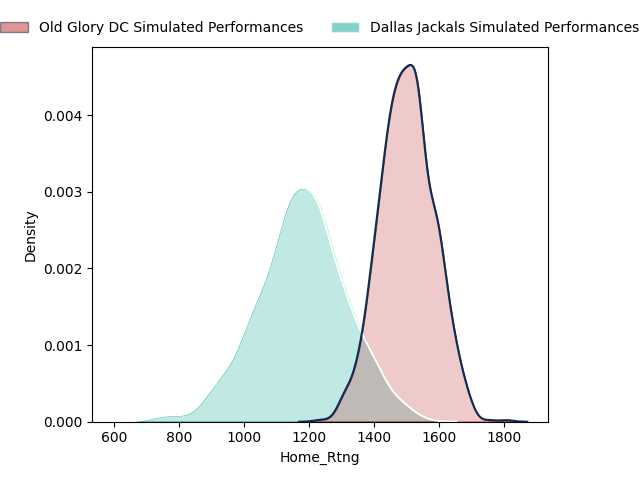 Old Glory DC Simulated Performances
Dallas Jackals Simulated Performances
0.004
0.003
0.002
0.001
0.000
Density
600 800 1000 1200 1400 1600 1800
Home_Rtng